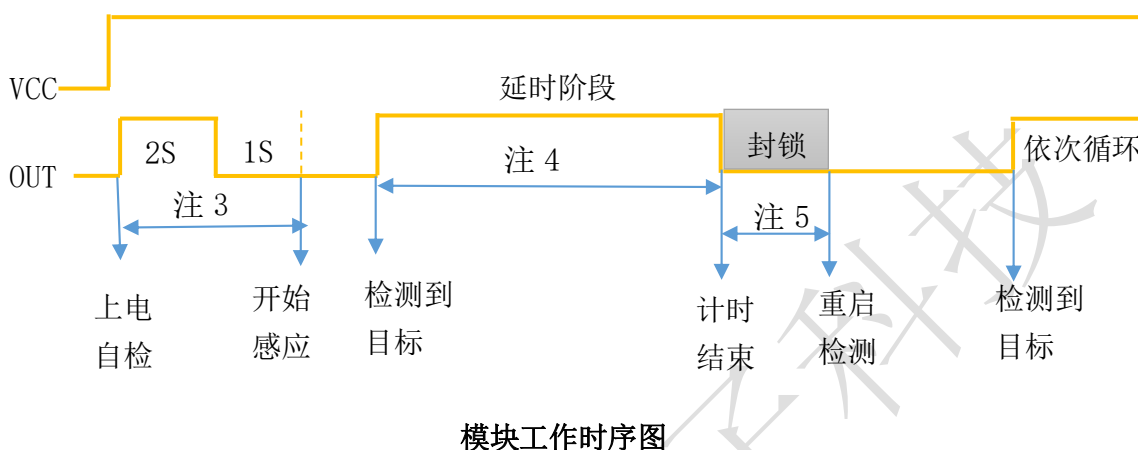 VCC
延时阶段
2S
1S
封锁
依次循环
OUT
注 4
注 3
注 5
上电
自检
开始
感应
检测到
目标
计时
结束
重启
检测
检测到
目标
科技
模块工作时序图